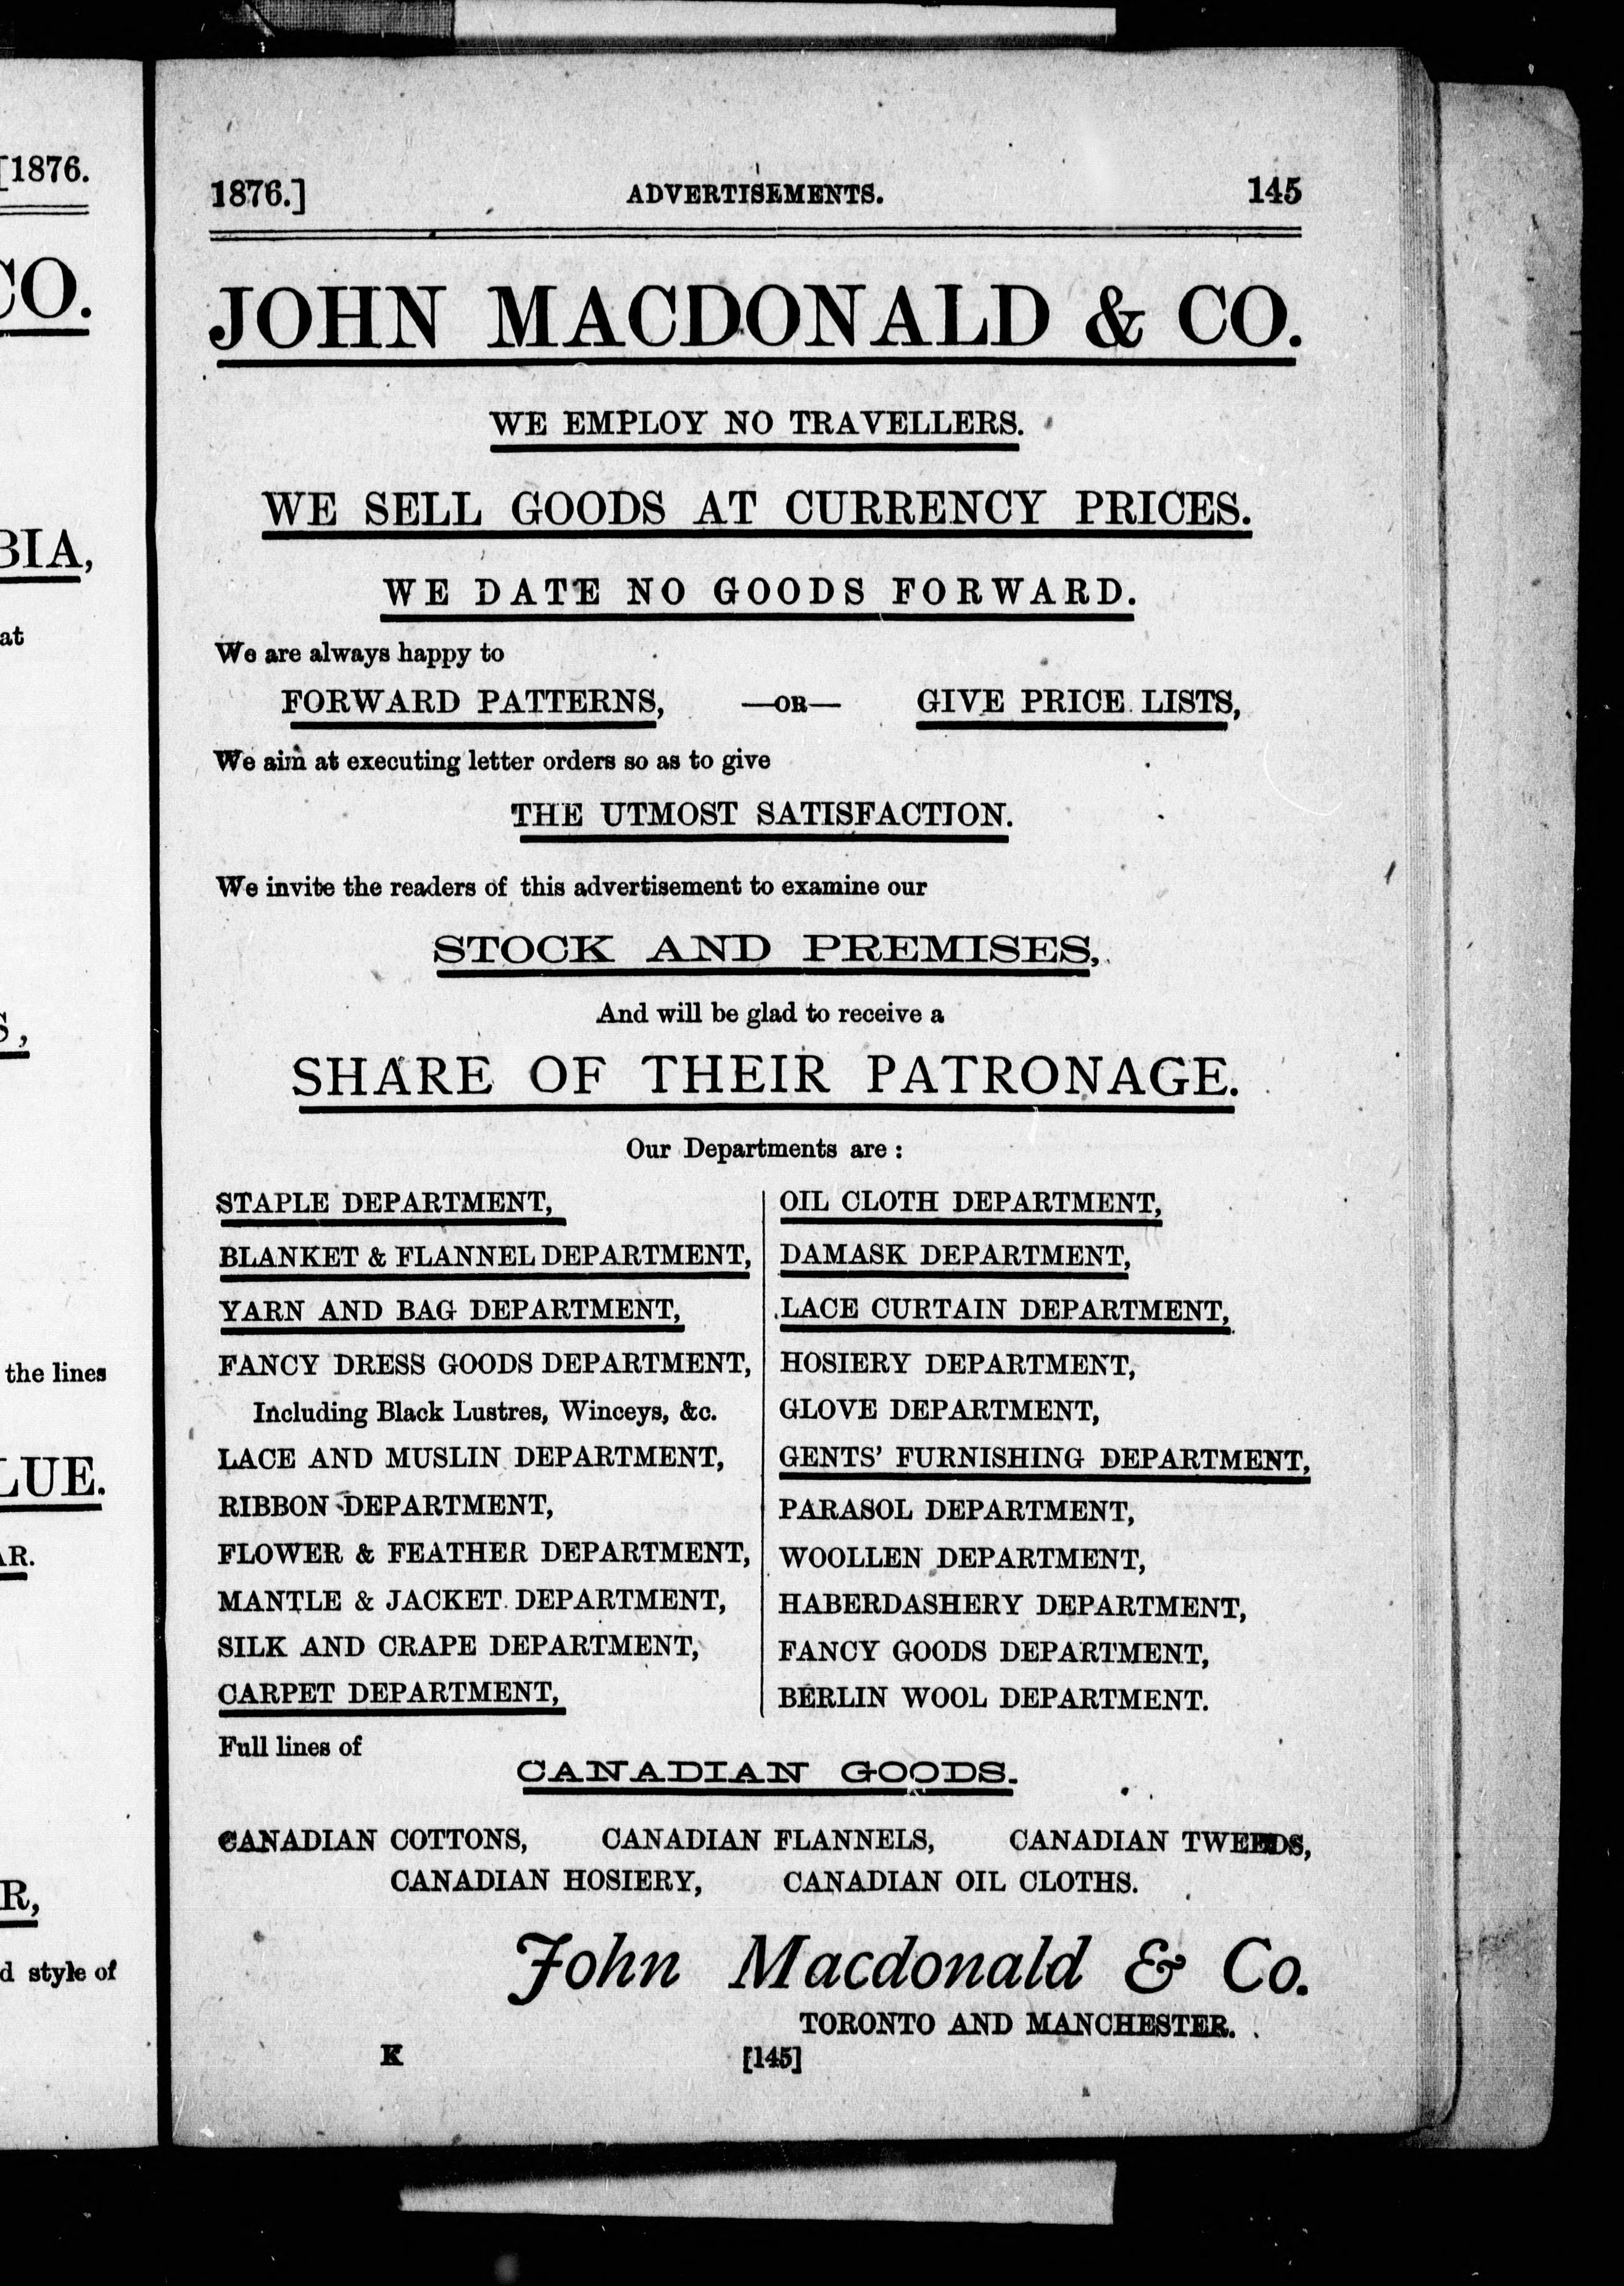 [1876.
CO.
BIA,
at
S,
the lines
LUE.
AR.
R,
d style of
1876.] ADVERTISEMENTS. 145
JOHN MACDONALD & CO.
WE EMPLOY NO TRAVELLERS.
WE SELL GOODS AT CURRENCY PRICES.
WE DATE NO GOODS FORWARD.
We are always happy to
FORWARD PATTERNS, —OR— GIVE PRICE LISTS,
We aim at executing letter orders so as to give
THE UTMOST SATISFACTION.
We invite the readers of this advertisement to examine our
STOCK AND PREMISES,
And will be glad to receive a
SHARE OF THEIR PATRONAGE.
Our Departments are :
STAPLE DEPARTMENT,
BLANKET & FLANNEL DEPARTMENT,
YARN AND BAG DEPARTMENT,
FANCY DRESS GOODS DEPARTMENT,
Including Black Lustres, Winceys, &c.
LACE AND MUSLIN DEPARTMENT,
RIBBON DEPARTMENT,
FLOWER & FEATHER DEPARTMENT,
MANTLE & JACKET DEPARTMENT,
SILK AND CRAPE DEPARTMENT,
CARPET DEPARTMENT,
OIL CLOTH DEPARTMENT,
DAMASK DEPARTMENT,
LACE CURTAIN DEPARTMENT,
HOSIERY DEPARTMENT,
GLOVE DEPARTMENT,
GENTS' FURNISHING DEPARTMENT,
PARASOL DEPARTMENT,
WOOLLEN DEPARTMENT,
HABERDASHERY DEPARTMENT,
FANCY GOODS DEPARTMENT,
BERLIN WOOL DEPARTMENT.
Full lines of
CANADIAN GOODS.
CANADIAN COTTONS, CANADIAN FLANNELS, CANADIAN TWEEDS,
CANADIAN HOSIERY, CANADIAN OIL CLOTHS.
John Macdonald & Co.
TORONTO AND MANCHESTER.
K [145]